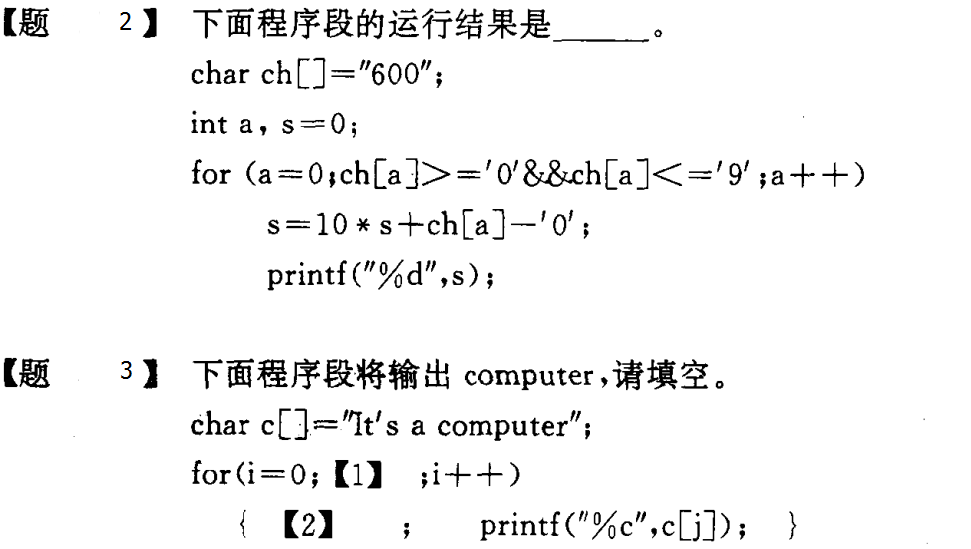 【题 2】 下面程序段的运行结果是______。
char ch[]="600";
int a，s=0;
for (a=0;ch[a]>='0'&&ch[a]<='9';a++)
s=10*s+ch[a]-'0';
printf("%d",s);
【题 3】 下面程序段将输出 computer,请填空。
char c[]="It's a computer";
for(i=0;【1】 ;i++)
{ 【2】 ; printf("%c",c[j]); }